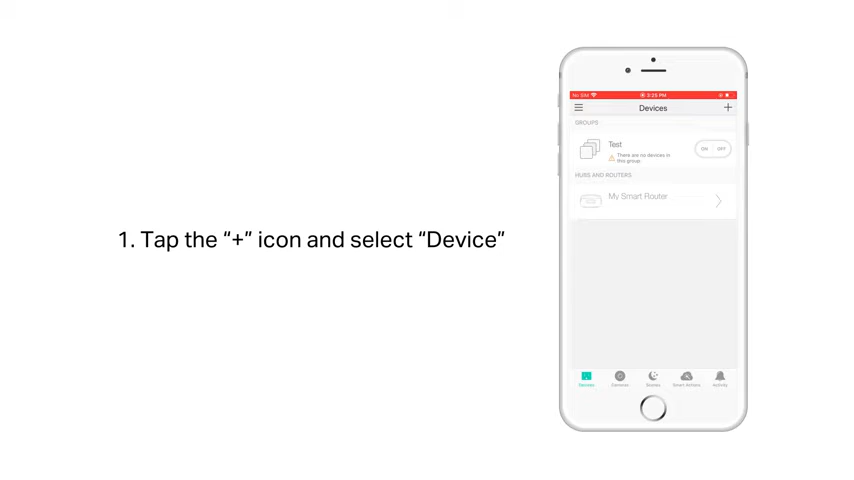 1. Tap the “+” icon and select “Device”
No SIM 3:25 PM
Devices
GROUPS
Test
There are no devices in
this group.
ON OFF
HUBS AND ROUTERS
My Smart Router
Devices Cameras Scenes Smart Actions Activity